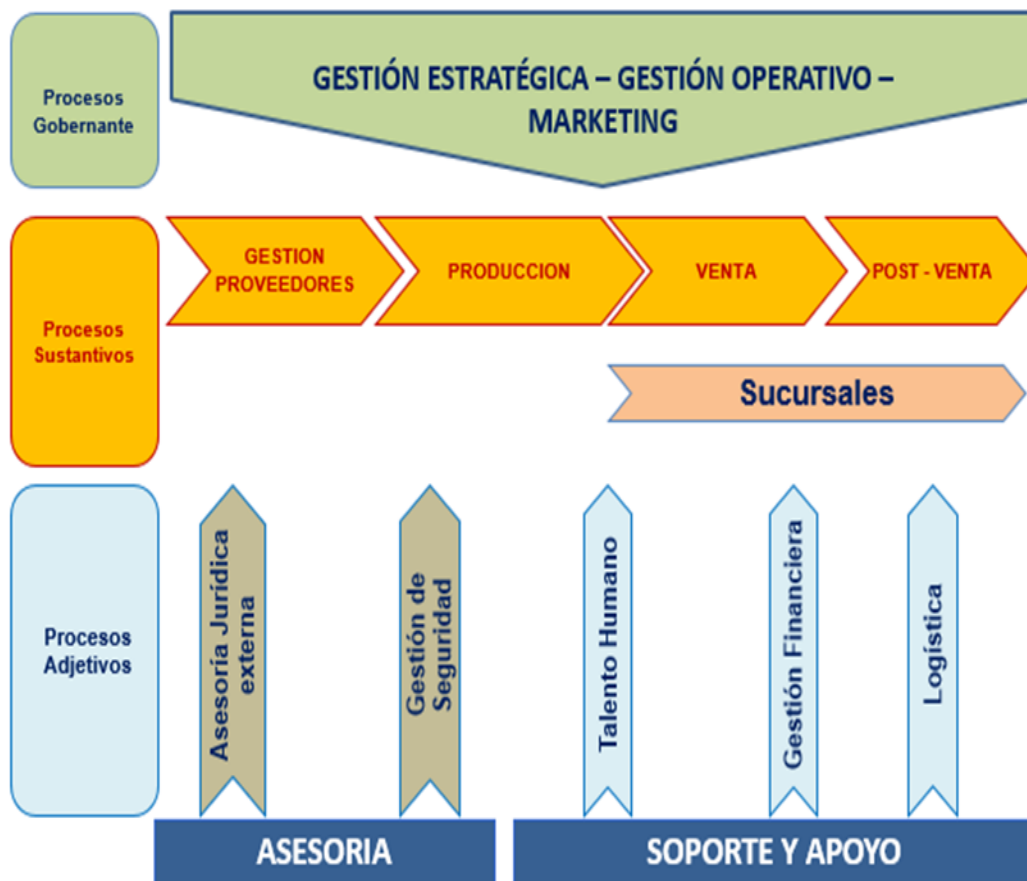 Procesos
Gobernante
GESTIÓN ESTRATÉGICA – GESTIÓN OPERATIVO –
MARKETING
Procesos
Sustantivos
GESTION
PROVEEDORES
PRODUCCION
VENTA
POST - VENTA
Sucursales
Procesos
Adjetivos
Asesoría Jurídica
externa
Gestión de
Seguridad
Talento Humano
Gestión Financiera
Logística
ASESORIA
SOPORTE Y APOYO